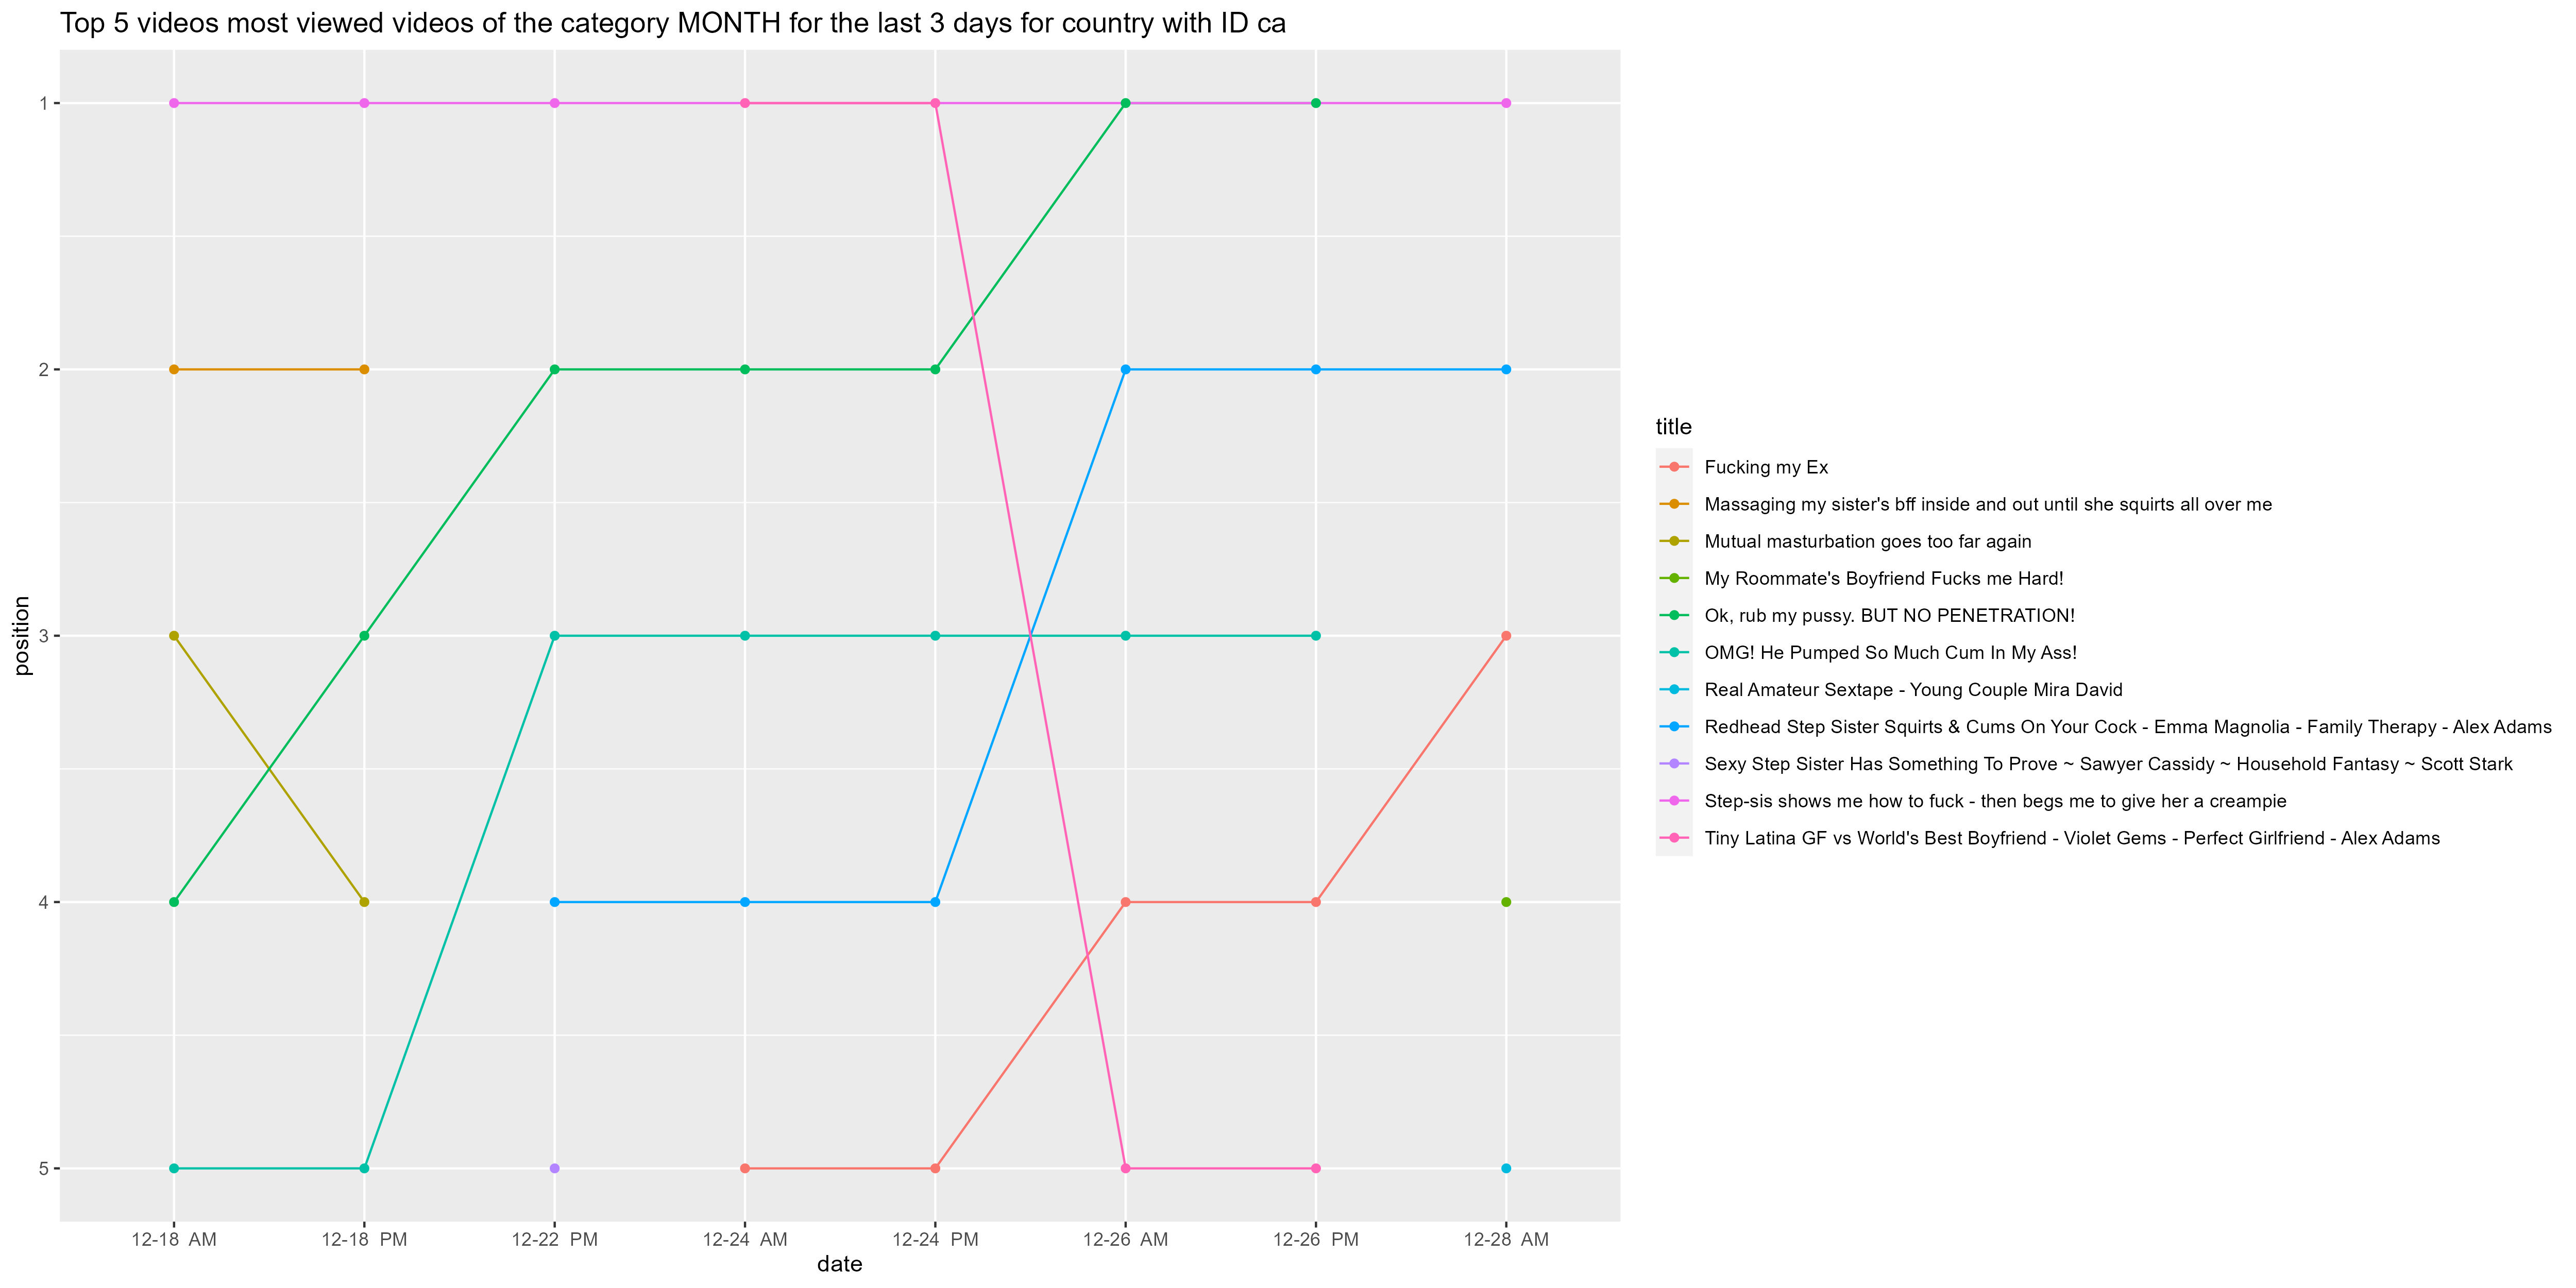 Top 5 videos most viewed videos of the category MONTH for the last 3 days for country with ID ca
position
1
2
3
4
5
12-18 AM
12-18 PM
12-22 PM
12-24 AM
12-24 PM
12-26 AM
12-26 PM
12-28 AM
date
title
Fucking my Ex
Massaging my sister's bff inside and out until she squirts all over me
Mutual masturbation goes too far again
My Roommate's Boyfriend Fucks me Hard!
Ok, rub my pussy. BUT NO PENETRATION!
OMG! He Pumped So Much Cum In My Ass!
Real Amateur Sextape - Young Couple Mira David
Redhead Step Sister Squirts & Cums On Your Cock - Emma Magnolia - Family Therapy - Alex Adams
Sexy Step Sister Has Something To Prove ~ Sawyer Cassidy ~ Household Fantasy ~ Scott Stark
Step-sis shows me how to fuck - then begs me to give her a creampie
Tiny Latina GF vs World's Best Boyfriend - Violet Gems - Perfect Girlfriend - Alex Adams